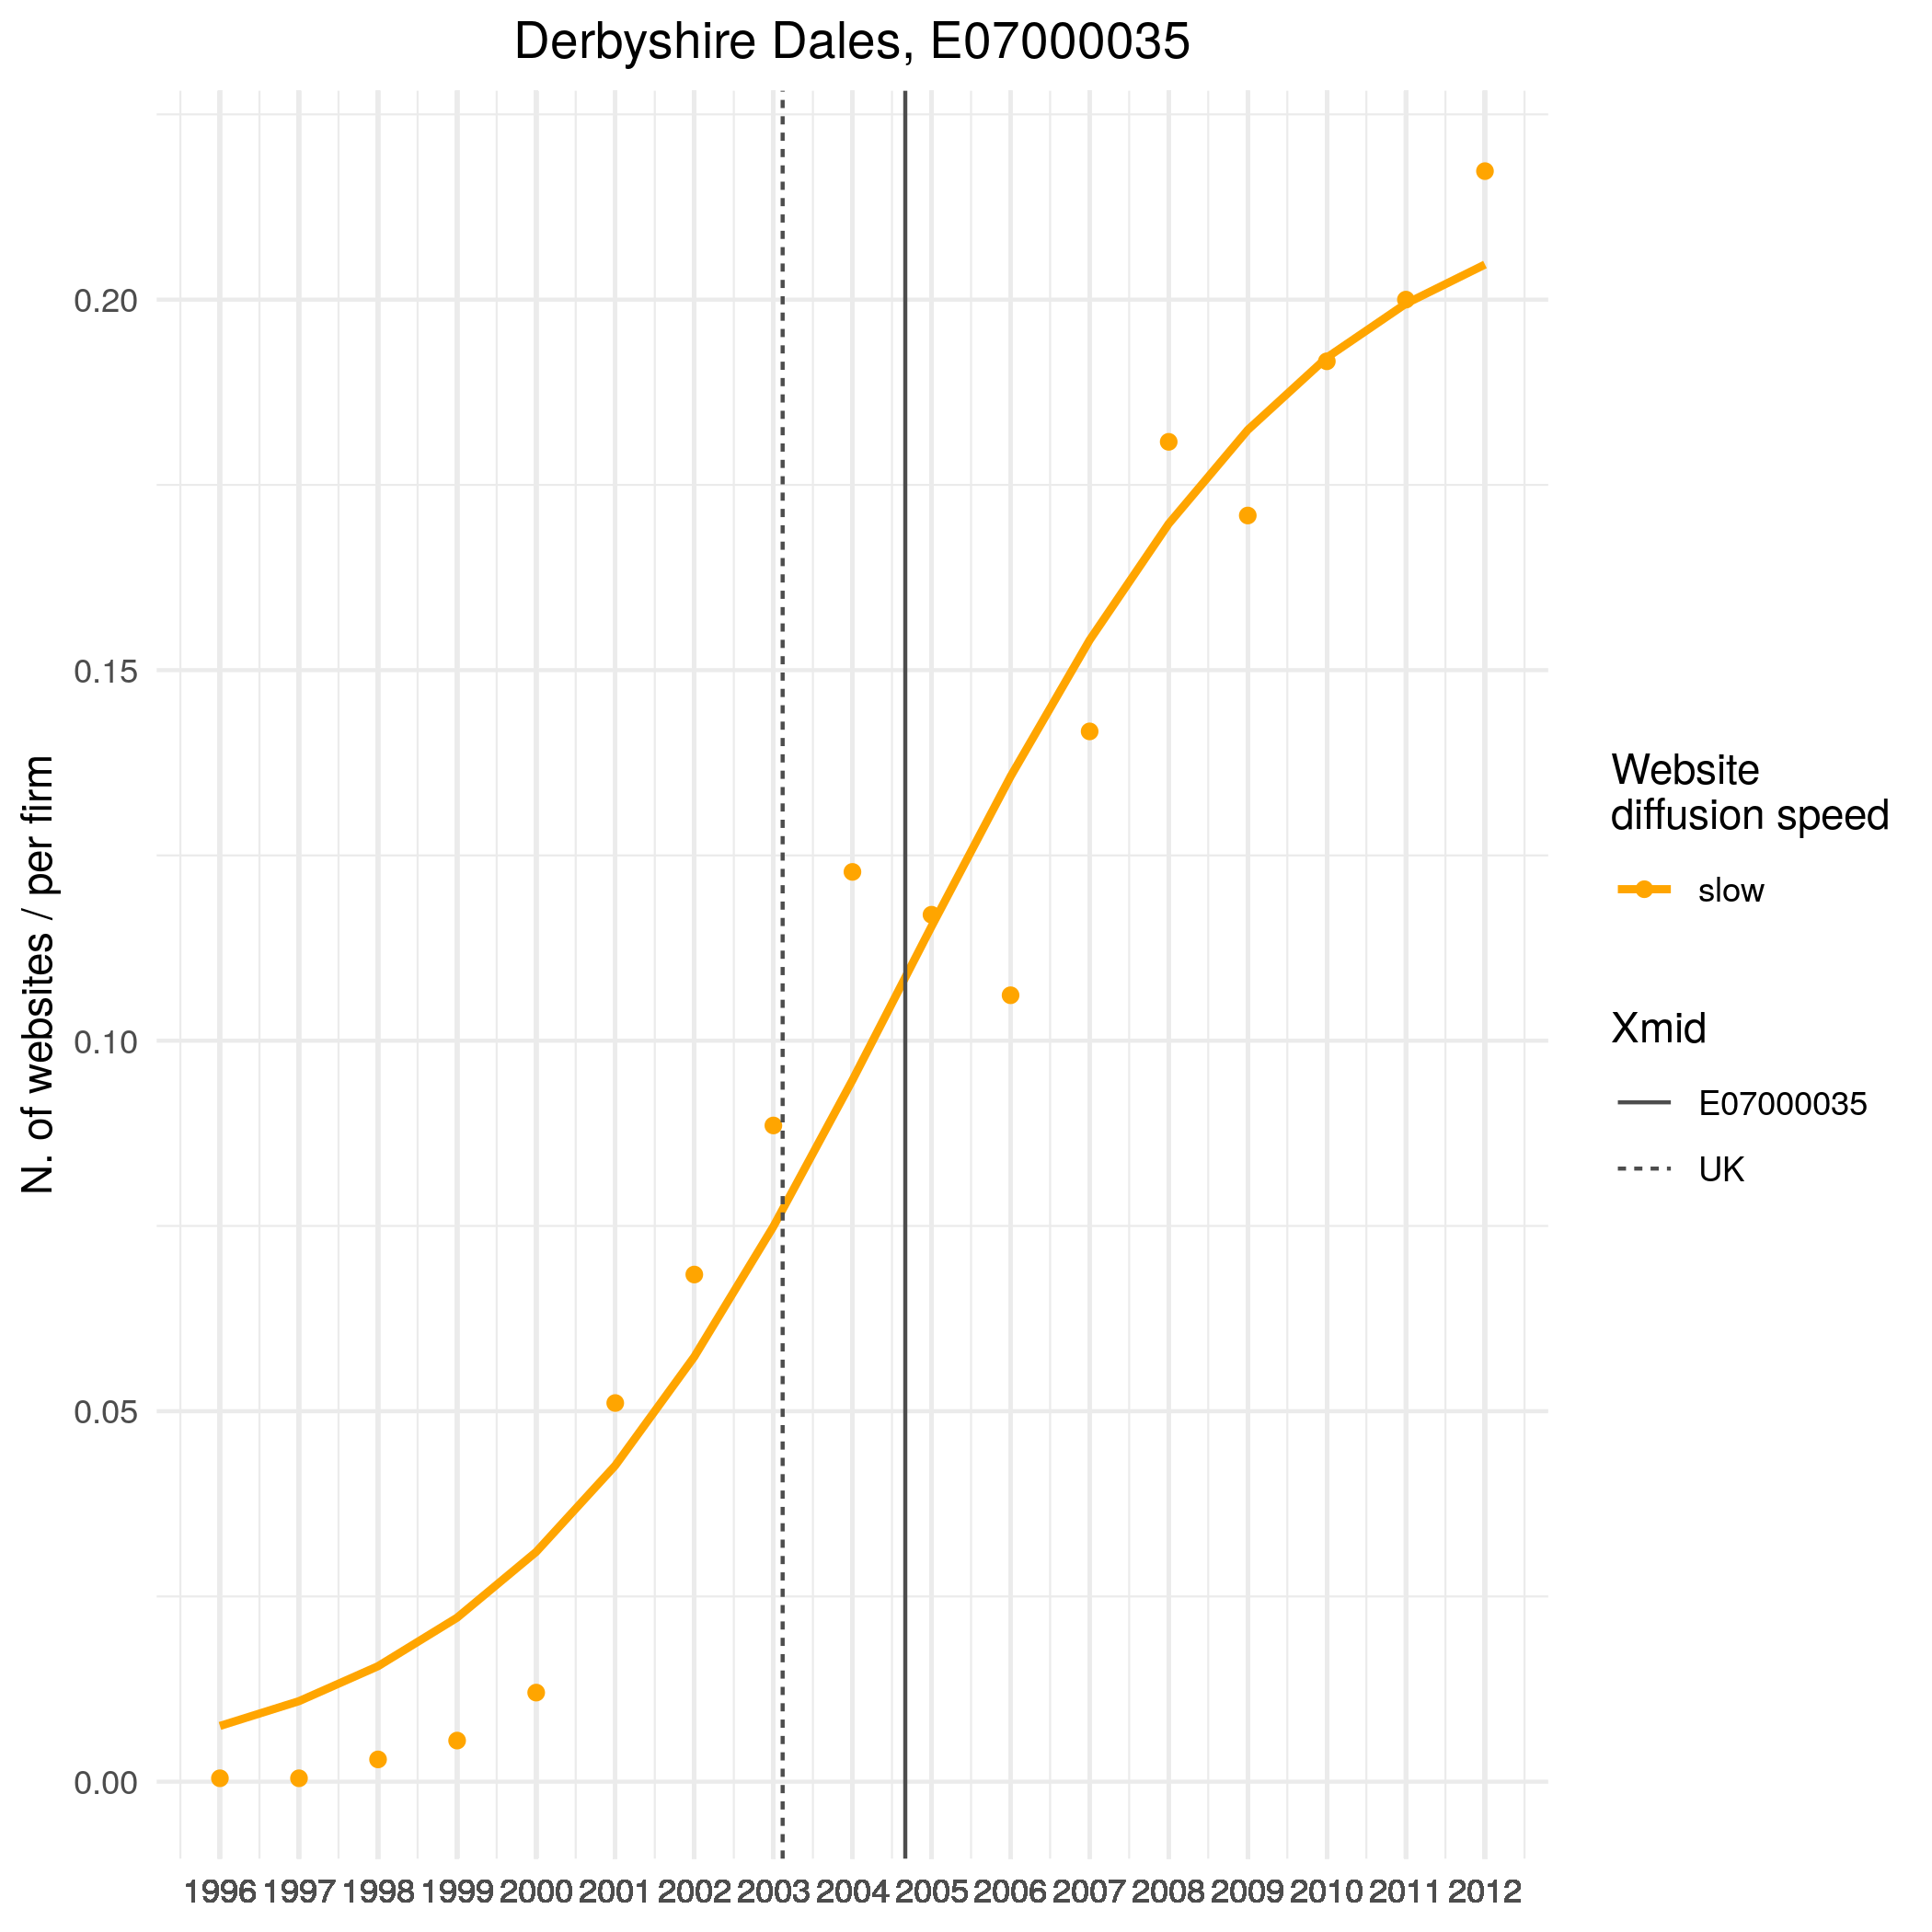 Derbyshire Dales, E07000035
N. of websites / per firm
0.20
0.15
0.10
0.05
0.00
1996 1997 1998 1999 2000 2001 2002 2003 2004 2005 2006 2007 2008 2009 2010 2011 2012
Website
diffusion speed
slow
Xmid
E07000035
UK